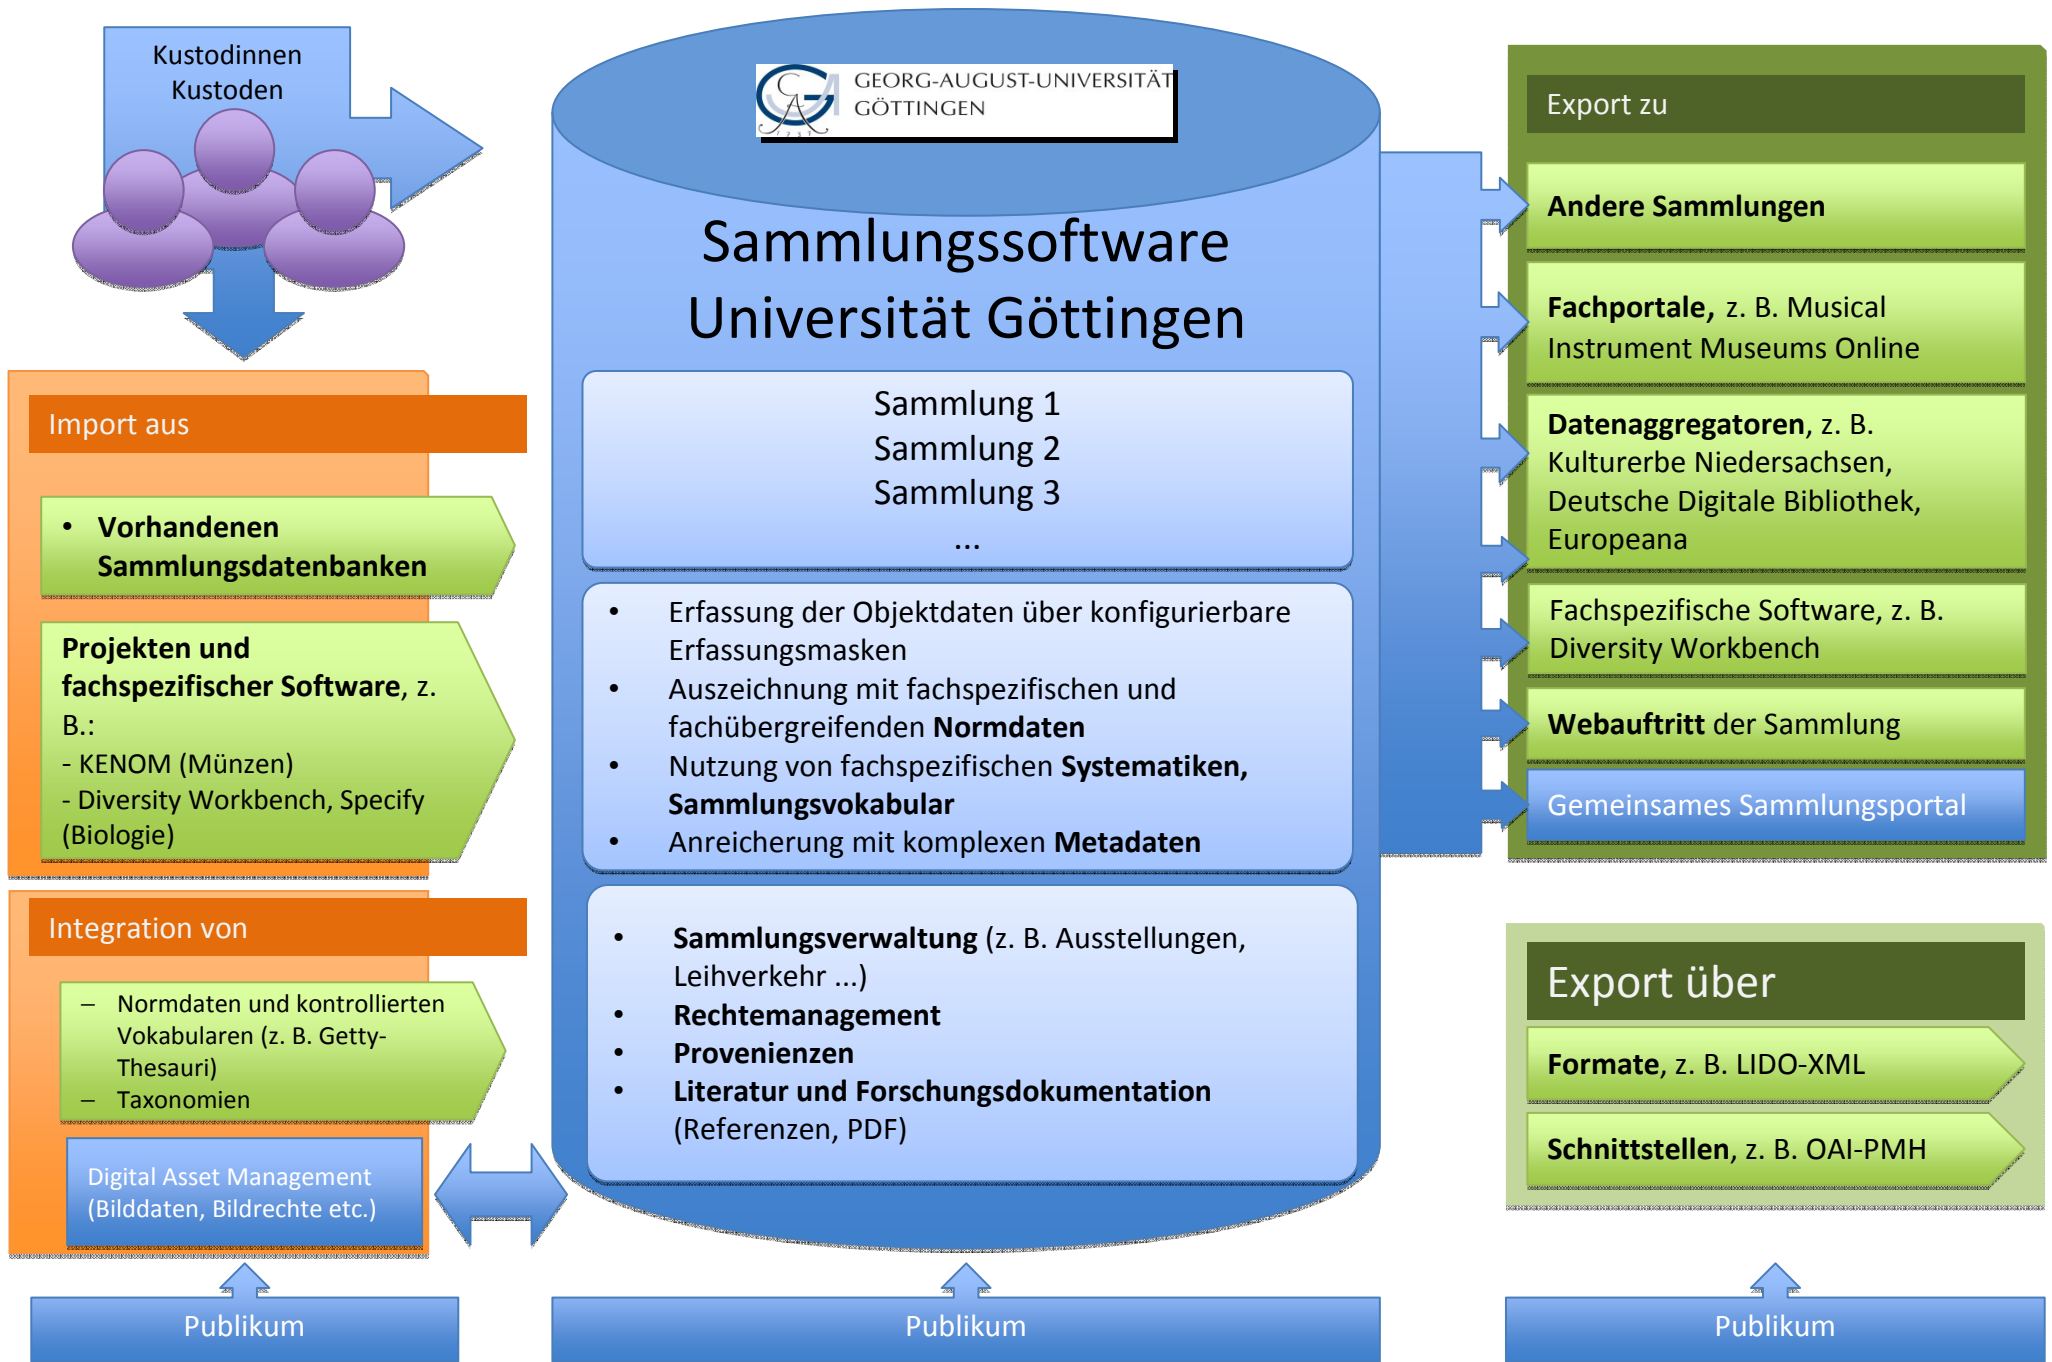 Kustodinnen
Kustoden
GEORG-AUGUST-UNIVERSITÄT
GÖTTINGEN
1737
Sammlungssoftware
Universität Göttingen
Sammlung 1
Sammlung 2
Sammlung 3
...
• Erfassung der Objektdaten über konfigurierbare
Erfassungsmasken
• Auszeichnung mit fachspezifischen und
fachübergreifenden Normdaten
• Nutzung von fachspezifischen Systematiken,
Sammlungsvokabular
• Anreicherung mit komplexen Metadaten
• Sammlungsverwaltung (z. B. Ausstellungen,
Leihverkehr ...)
• Rechtemanagement
• Provenienzen
• Literatur und Forschungsdokumentation
(Referenzen, PDF)
Import aus
• Vorhandenen
Sammlungsdatenbanken
Projekten und
fachspezifischer Software, z.
B.:
- KENOM (Münzen)
- Diversity Workbench, Specify
(Biologie)
Integration von
– Normdaten und kontrollierten
Vokabularen (z. B. Getty-
Thesauri)
– Taxonomien
Digital Asset Management
(Bilddaten, Bildrechte etc.)
Export zu
Andere Sammlungen
Fachportale, z. B. Musical
Instrument Museums Online
Datenaggregatoren, z. B.
Kulturerbe Niedersachsen,
Deutsche Digitale Bibliothek,
Europeana
Fachspezifische Software, z. B.
Diversity Workbench
Webauftritt der Sammlung
Gemeinsames Sammlungsportal
Export über
Formate, z. B. LIDO-XML
Schnittstellen, z. B. OAI-PMH
Publikum
Publikum
Publikum